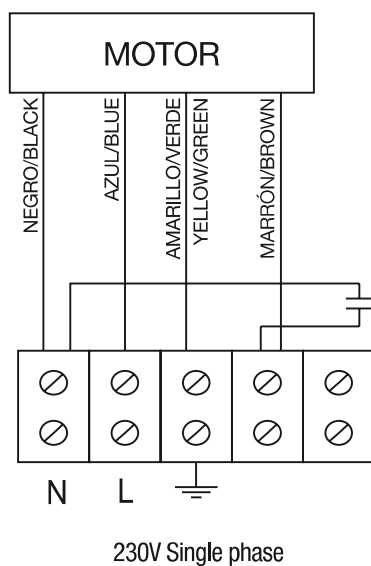 MOTOR
NEGRO/BLACK
AZUL/BLUE
AMARILLO/VERDE
YELLOW/GREEN
MARRÓN/BROWN
N L
230V Single phase